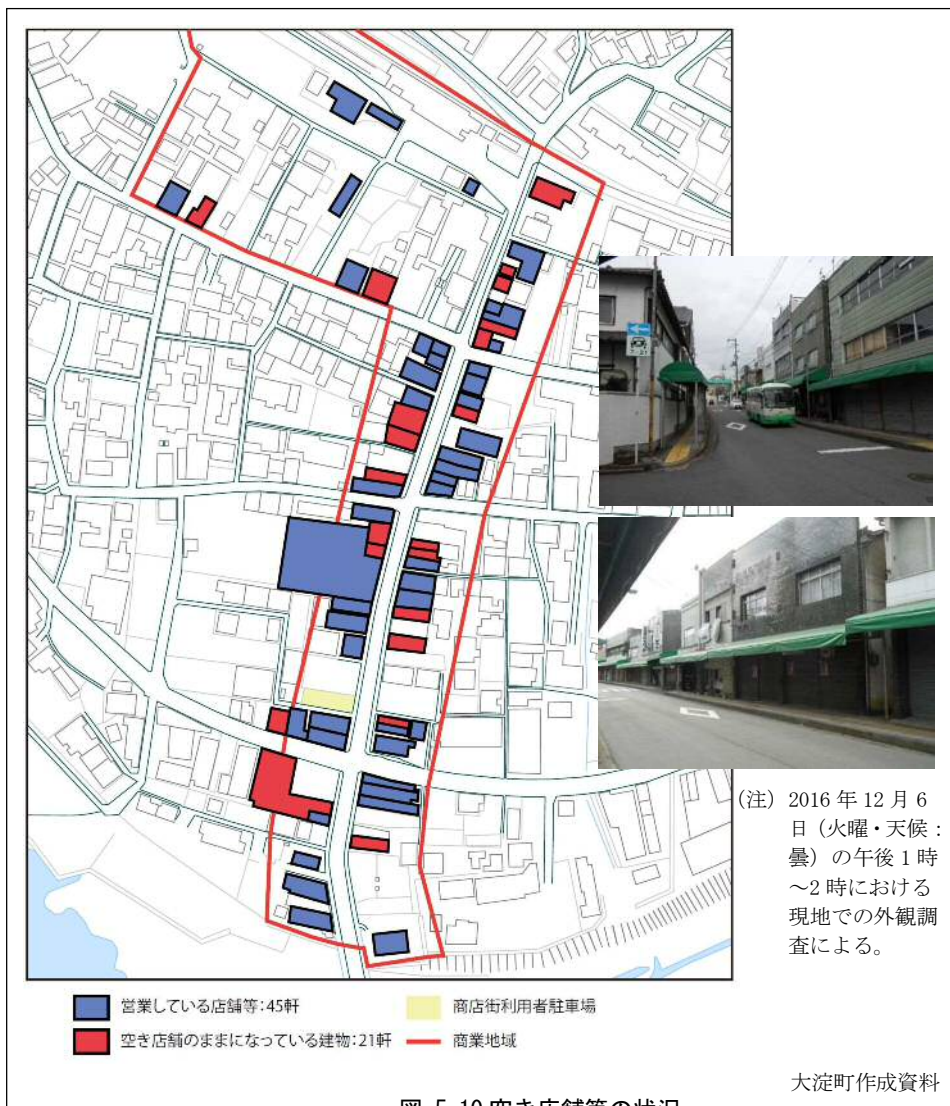 (注) 2016 年 12 月 6
日（火曜・天候：
曇）の午後 1 時
～2 時における
現地での外観調
査による。
営業している店舗等:45軒
商店街利用者駐車場
空き店舗のままになっている建物:21軒
商業地域
大淀町作成資料
図 5-10 空き店舗等の状況